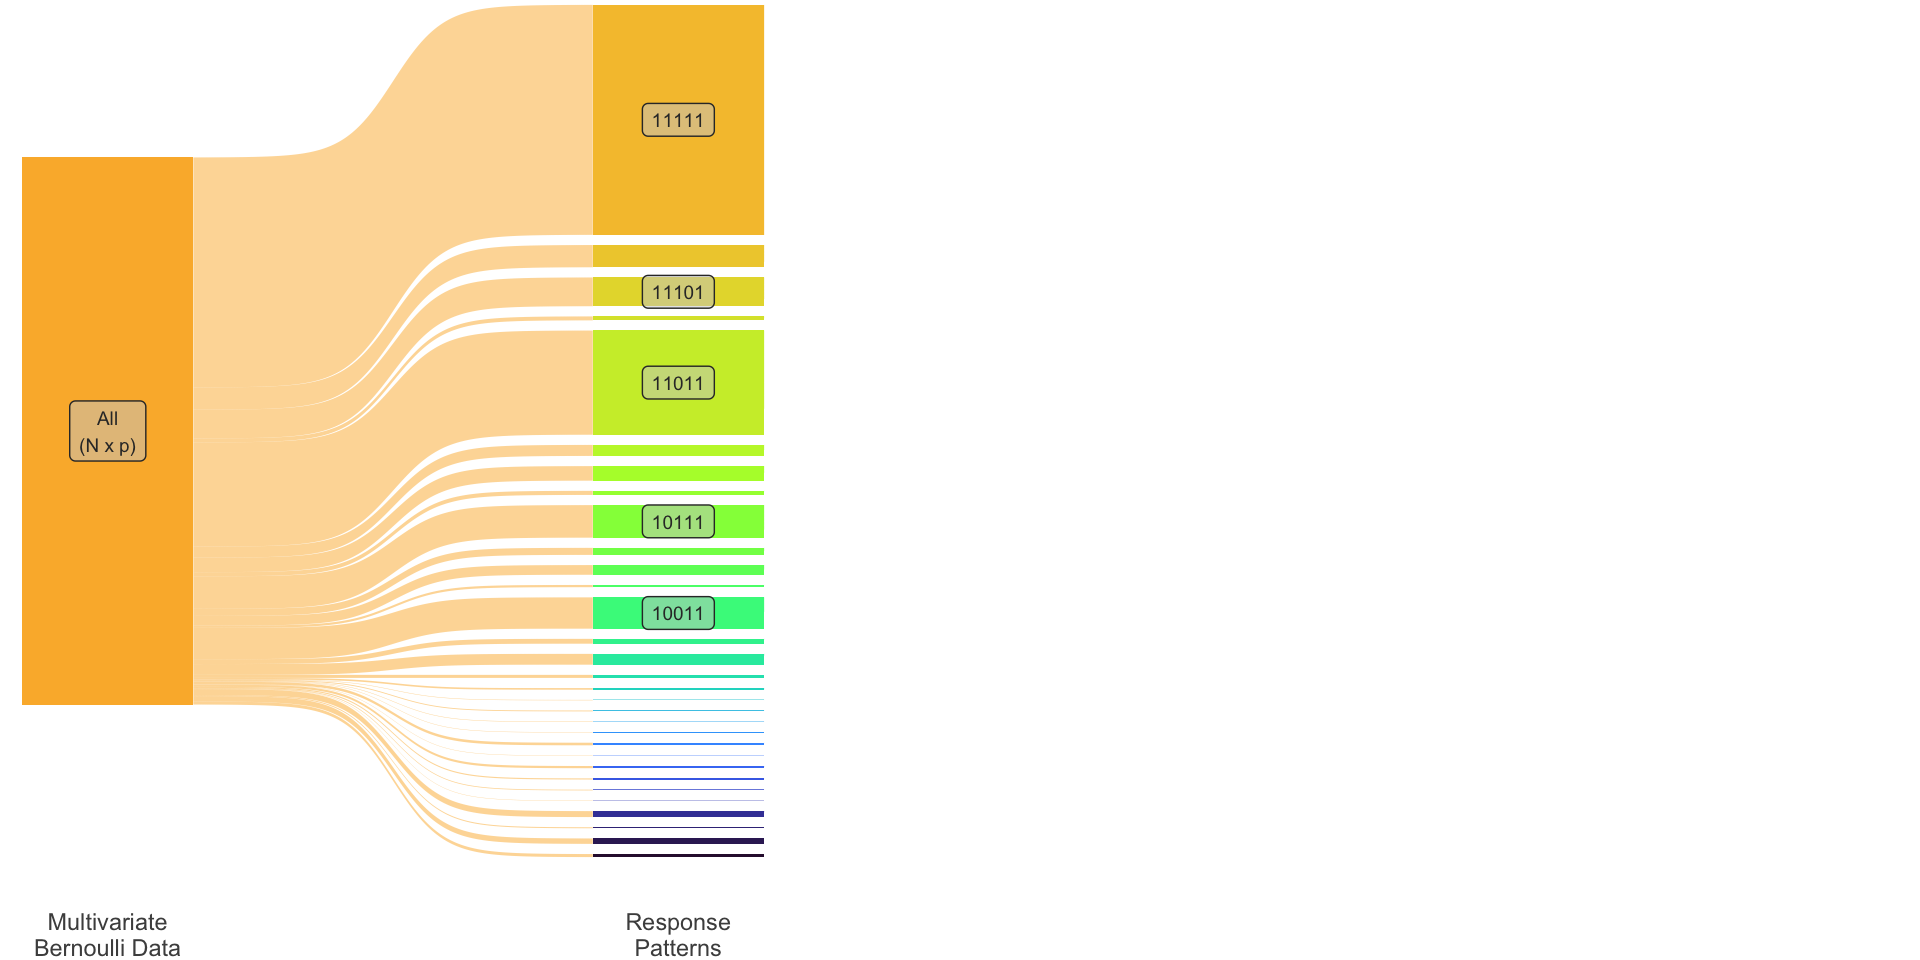 11111
11101
11011
All
(N x p)
10111
10011
Multivariate
Bernoulli Data
Response
Patterns